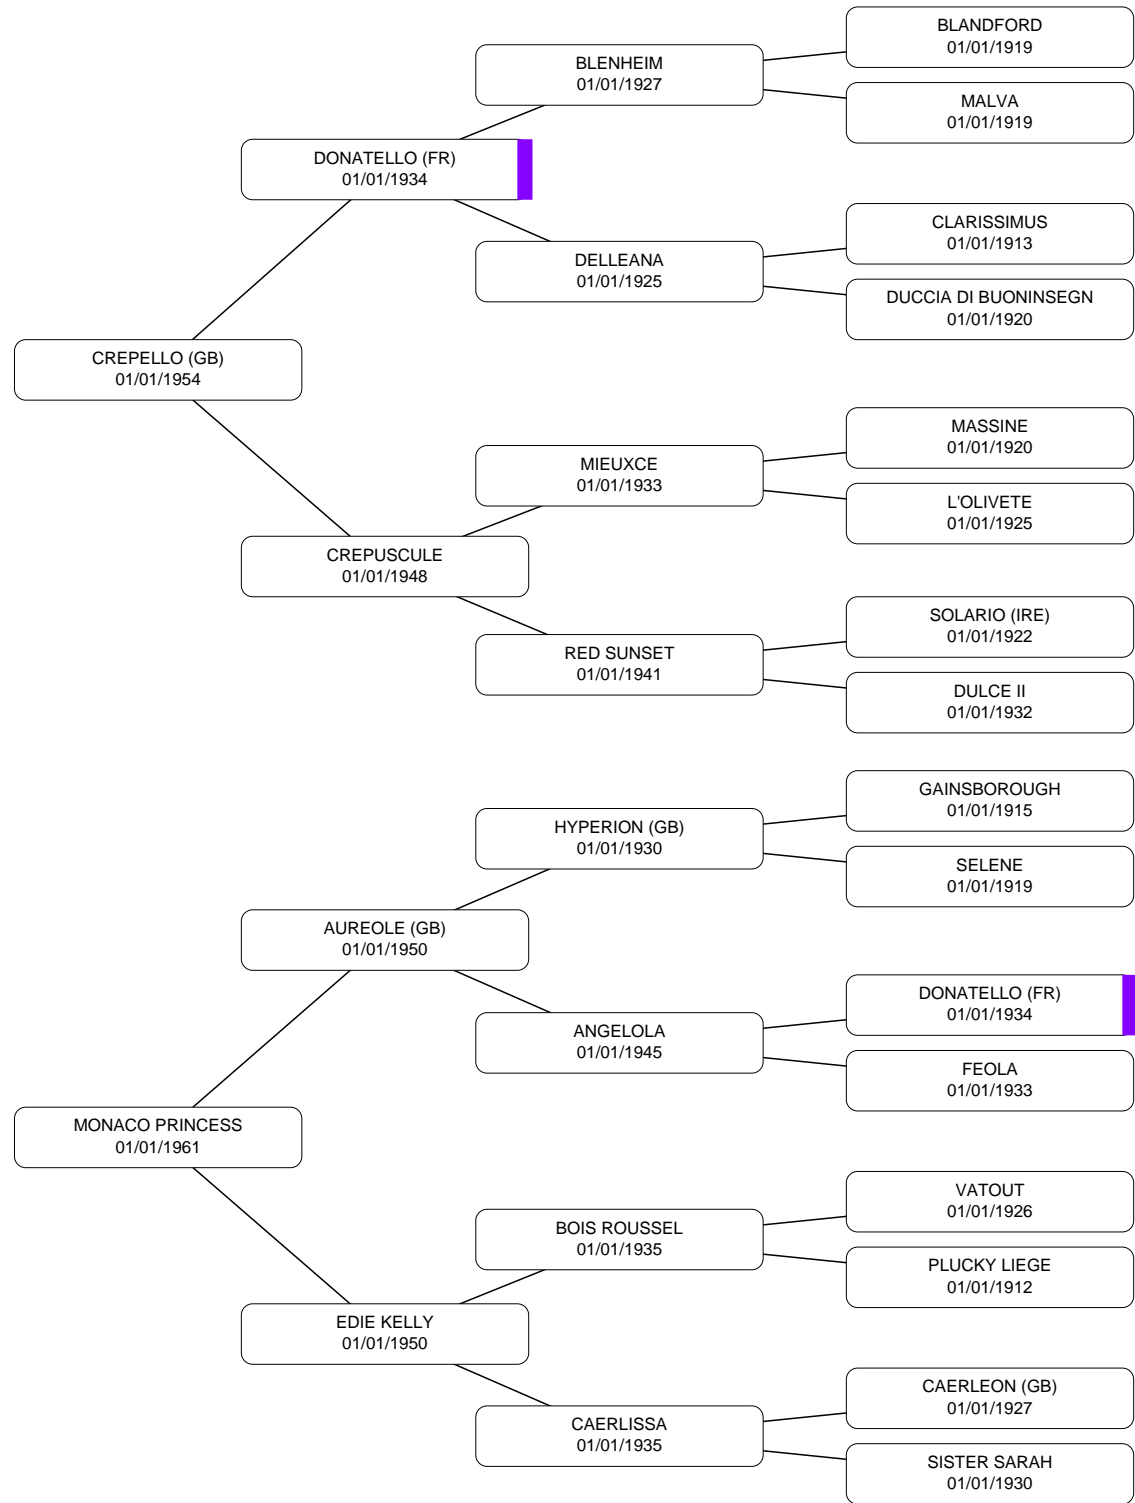 BLANDFORD
01/01/1919
BLENHEIM
01/01/1927
MALVA
01/01/1919
DONATELLO (FR)
01/01/1934
CLARISSIMUS
01/01/1913
DELLEANA
01/01/1925
DUCCIA DI BUONINSEGN
01/01/1920
CREPELLO (GB)
01/01/1954
MASSINE
01/01/1920
MIEUXCE
01/01/1933
L'OLIVETE
01/01/1925
CREPUSCULE
01/01/1948
SOLARIO (IRE)
01/01/1922
RED SUNSET
01/01/1941
DULCE II
01/01/1932
GAINSBOROUGH
01/01/1915
HYPERION (GB)
01/01/1930
SELENE
01/01/1919
AUREOLE (GB)
01/01/1950
DONATELLO (FR)
01/01/1934
ANGELOLA
01/01/1945
FEOLA
01/01/1933
MONACO PRINCESS
01/01/1961
VATOUT
01/01/1926
BOIS ROUSSEL
01/01/1935
PLUCKY LIEGE
01/01/1912
EDIE KELLY
01/01/1950
CAERLEON (GB)
01/01/1927
CAERLISSA
01/01/1935
SISTER SARAH
01/01/1930